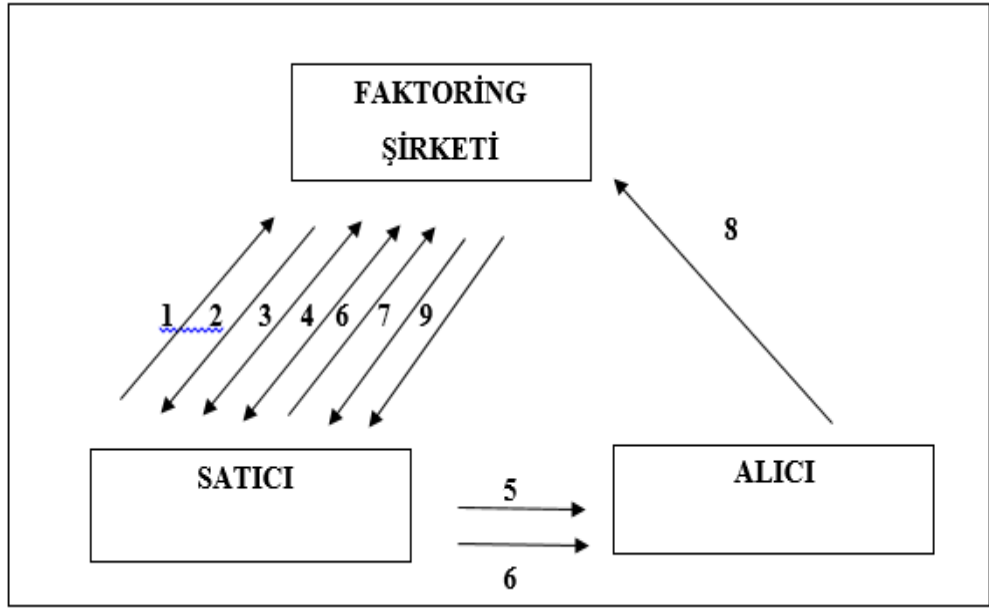 FAKTORİNG
ŞİRKETİ
8
1 2 3 4 6 7 9
SATICI
ALICI
5
6